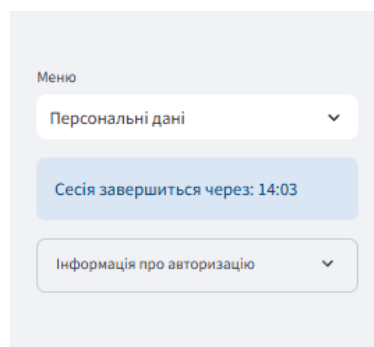 Меню
Персональні дані
Сесія завершиться через: 14:03
Інформація про авторизацію